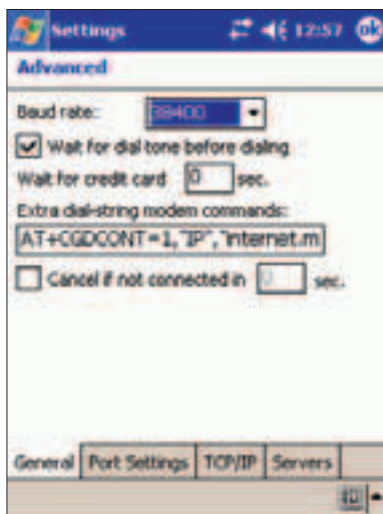 Settings 12:57 ok
Advanced
Baud rate: 38400
Wait for dial tone before dialing
Wait for credit card 0 sec.
Extra dial-string modem commands:
AT+CGDCONT=1,"IP","internet.m
Cancel if not connected in 0 sec.
General Port Settings TCP/IP Servers